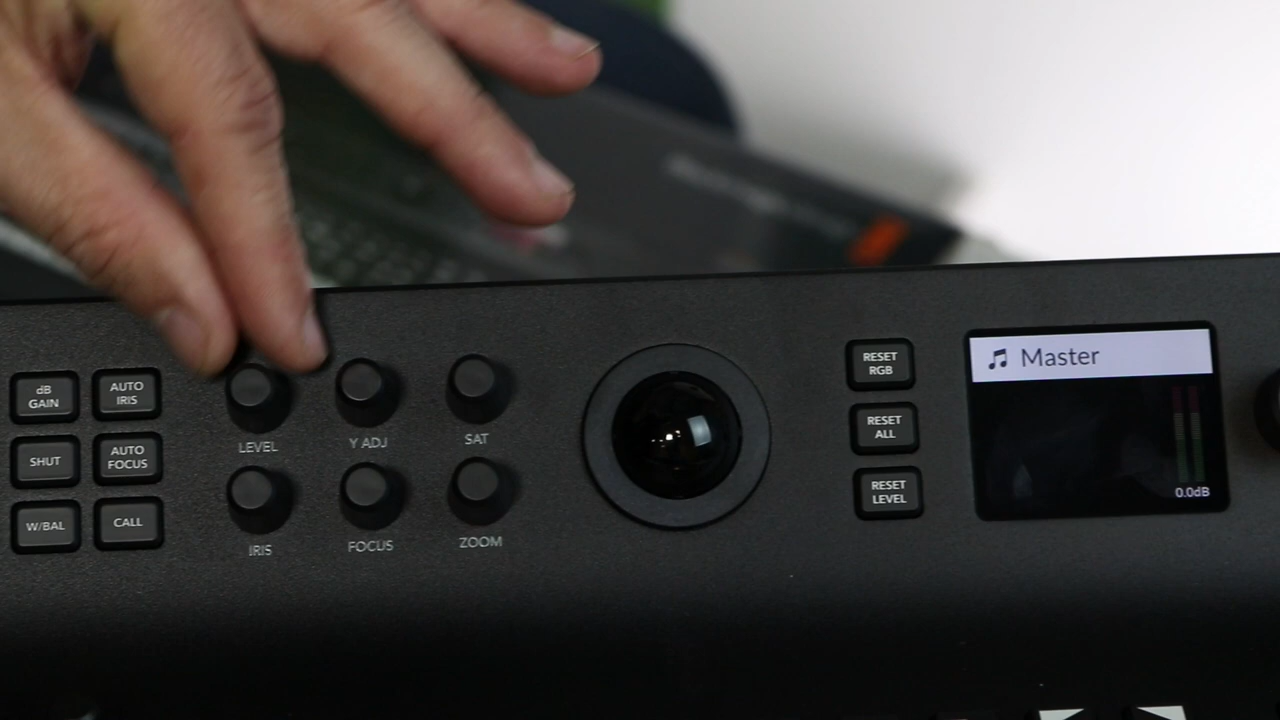 dB
GAIN
AUTO
IRIS
SHUT
AUTO
FOCUS
W/BAL
CALL
LEVEL
Y ADJ
SAT
IRIS
FOCUS
ZOOM
RESET
RGB
RESET
ALL
RESET
LEVEL
Master
0.0dB